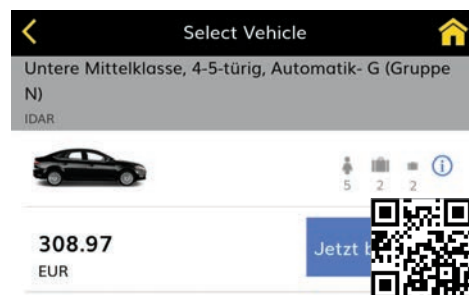 Select Vehicle
Untere Mittelklasse, 4-5-türig, Automatik- G (Gruppe
N)
IDAR
5 2 2
308.97
EUR
Jetzt